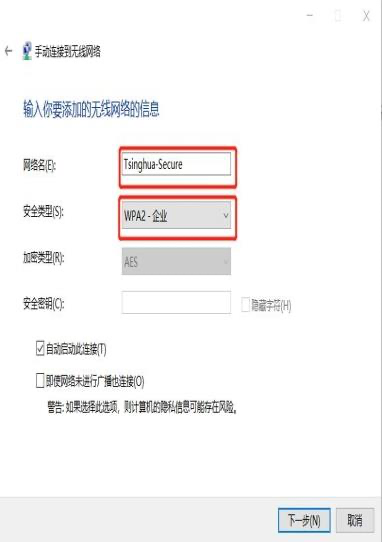 手动连接到无线网络
输入你要添加的无线网络的信息
网络名(E): Tsinghua-Secure
安全类型(S): WPA2 - 企业
加密类型(R): AES
安全密钥(C): 隐藏字符(H)
自动启动此连接(T)
即使网络未进行广播也连接(O)
警告: 如果选择此选项，则计算机的隐私信息可能存在风险。
下一步(N) 取消